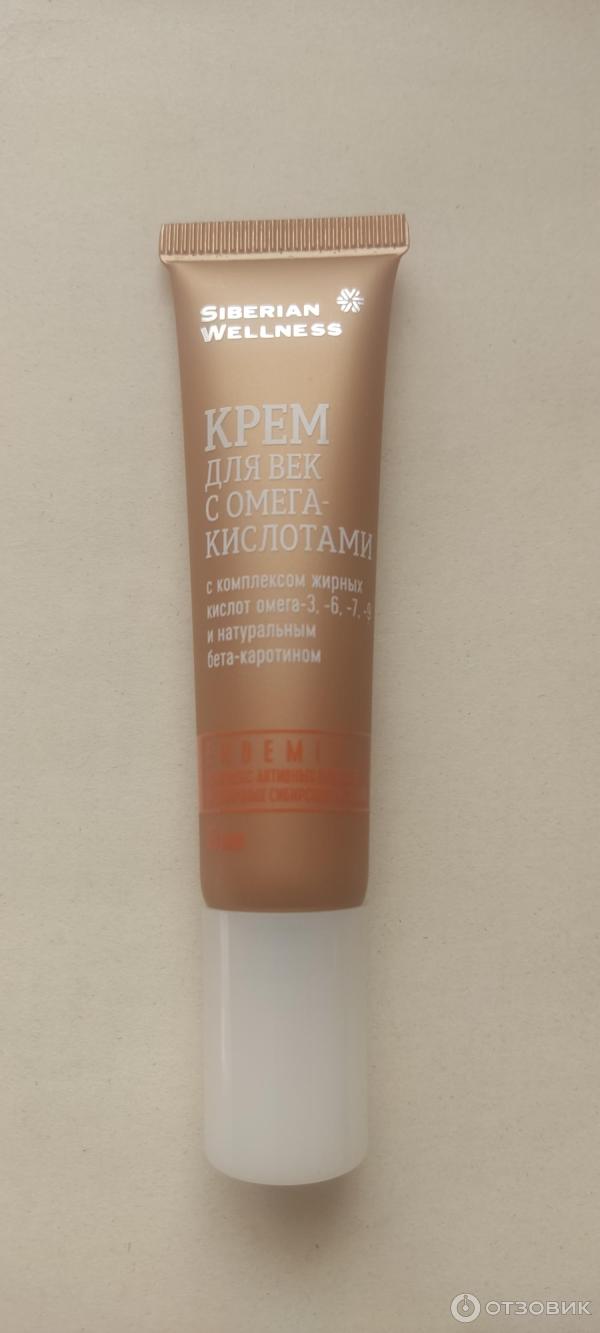 SIBERIAN
WELLNESS
КРЕМ
ДЛЯ ВЕК
С ОМЕГА-
КИСЛОТАМИ
с комплексом жирных
кислот омега-3, -6, -7, -9
и натуральным
бета-каротином
АКТИВНЫХ
ОТЗОВИК